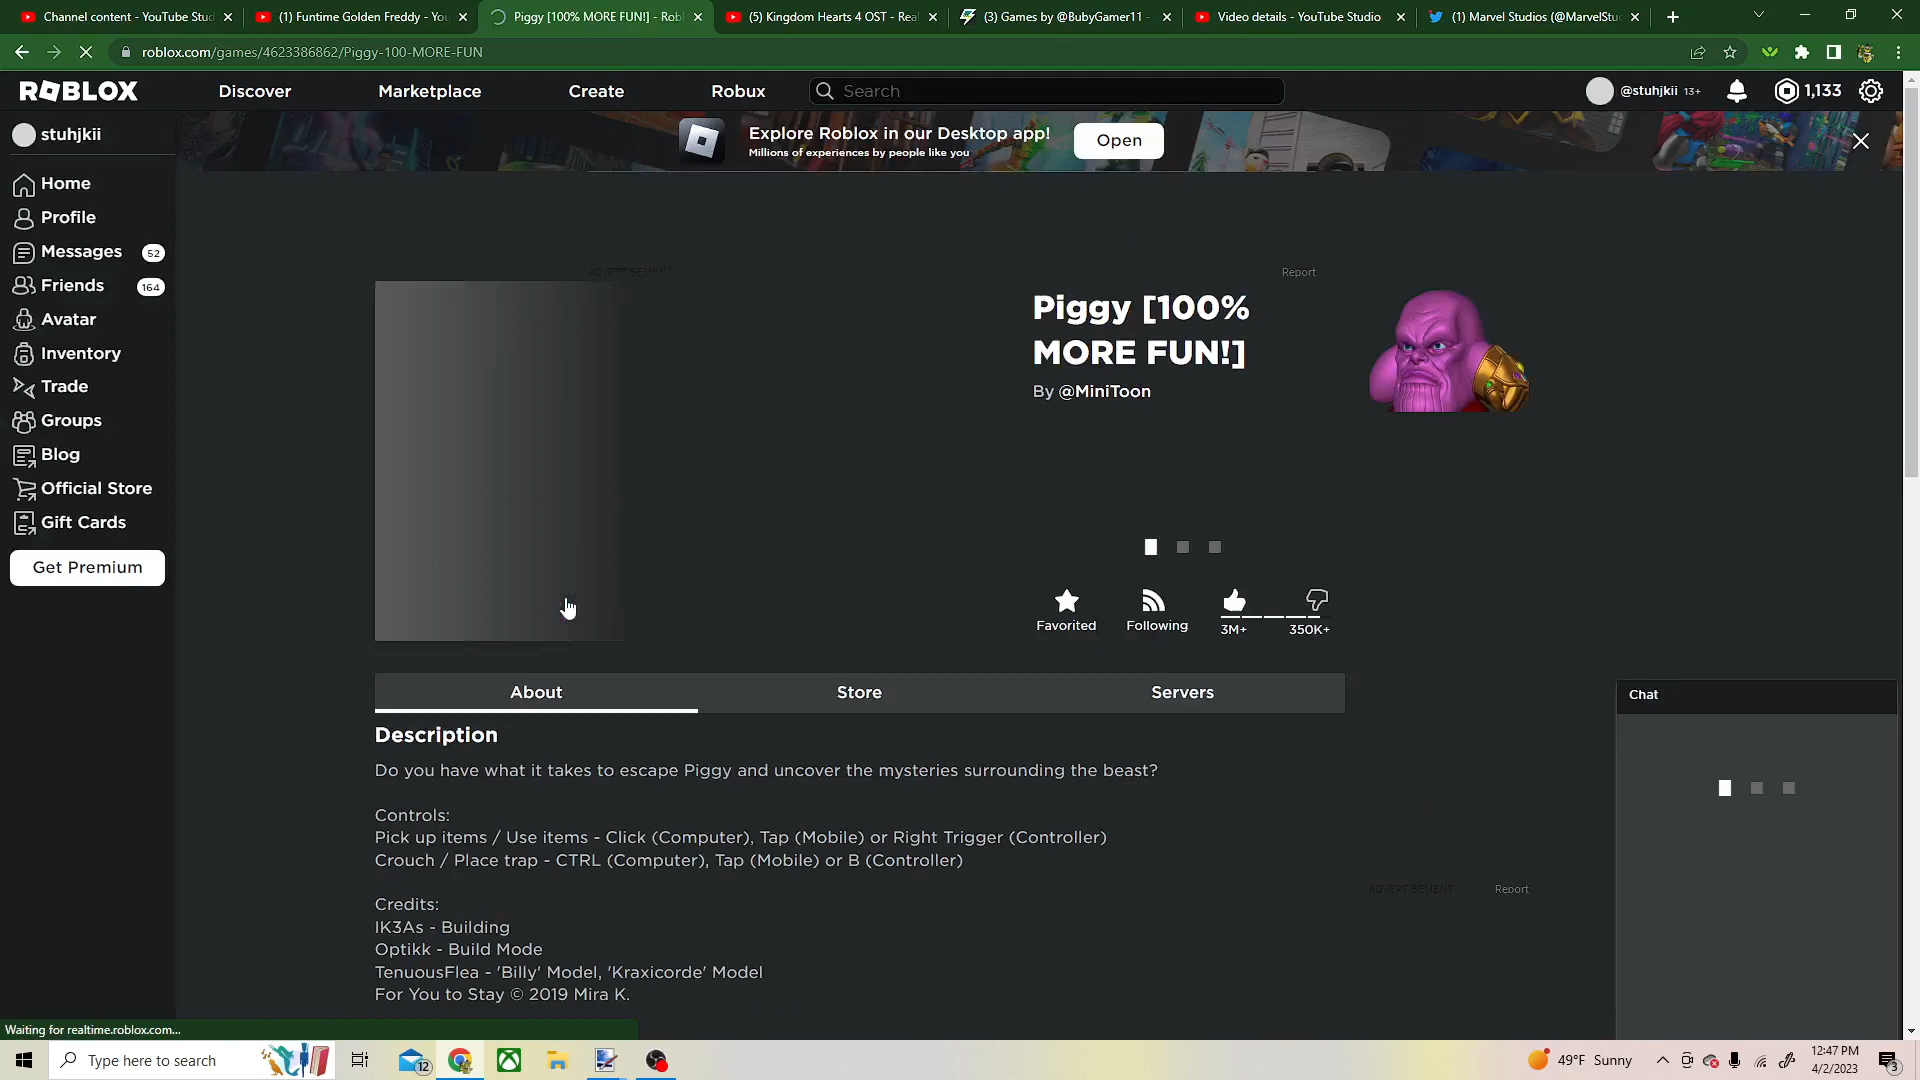 Channel content - YouTube Stud
(1) Funtime Golden Freddy - You
Piggy [100% MORE FUN!] - Robl
(5) Kingdom Hearts 4 OST - Real
(3) Games by @BubyGamer11 -
Video details - YouTube Studio
(1) Marvel Studios (@MarvelStu
roblox.com/games/4623386862/Piggy-100-MORE-FUN
ROBLOX
Discover
Marketplace
Create
Robux
Search
@stuhjkii 13+
1,133
stuhjkii
Explore Roblox in our Desktop app!
Millions of experiences by people like you
Open
Home
Profile
Messages 52
Friends 164
Avatar
Inventory
Trade
Groups
Blog
Official Store
Gift Cards
Get Premium
ADVERTISEMENT
Report
Piggy [100%
MORE FUN!]
By @MiniToon
Favorited
Following
3M+
350K+
About
Store
Servers
Description
Do you have what it takes to escape Piggy and uncover the mysteries surrounding the beast?
Controls:
Pick up items / Use items - Click (Computer), Tap (Mobile) or Right Trigger (Controller)
Crouch / Place trap - CTRL (Computer), Tap (Mobile) or B (Controller)
Credits:
IK3As - Building
Optikk - Build Mode
TenuousFlea - 'Billy' Model, 'Kraxicorde' Model
For You to Stay © 2019 Mira K.
ADVERTISEMENT
Report
Chat
Waiting for realtime.roblox.com...
Type here to search
12
49°F Sunny
12:47 PM
4/2/2023
3